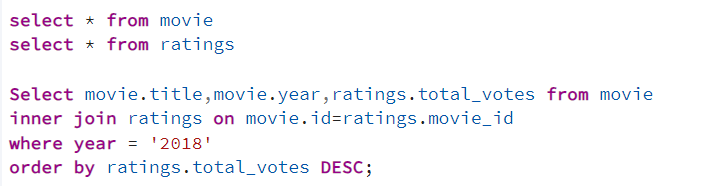 select * from movie
select * from ratings
Select movie.title,movie.year,ratings.total_votes from movie
inner join ratings on movie.id=ratings.movie_id
where year = '2018'
order by ratings.total_votes DESC;